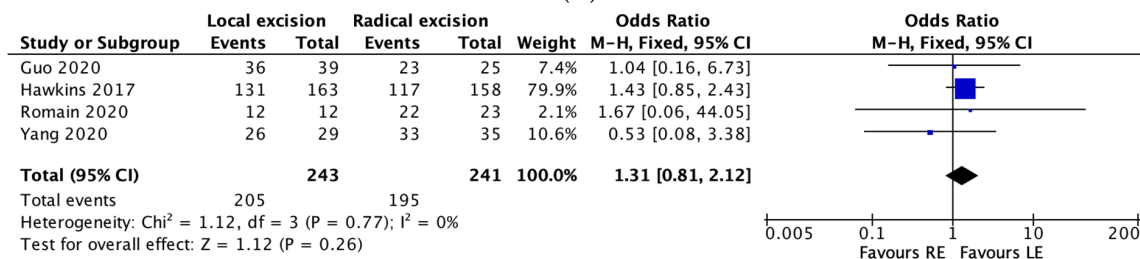 Local excision Radical excision Odds Ratio Odds Ratio
Study or Subgroup Events Total Events Total Weight M-H, Fixed, 95% CI M-H, Fixed, 95% CI
Guo 2020 36 39 23 25 7.4% 1.04 [0.16, 6.73]
Hawkins 2017 131 163 117 158 79.9% 1.43 [0.85, 2.43]
Romain 2020 12 12 22 23 2.1% 1.67 [0.06, 44.05]
Yang 2020 26 29 33 35 10.6% 0.53 [0.08, 3.38]
Total (95% CI) 243 241 100.0% 1.31 [0.81, 2.12]
Total events 205 195
Heterogeneity: Chi² = 1.12, df = 3 (P = 0.77); I² = 0%
Test for overall effect: Z = 1.12 (P = 0.26)
0.005 0.1 1 10 200
Favours RE Favours LE